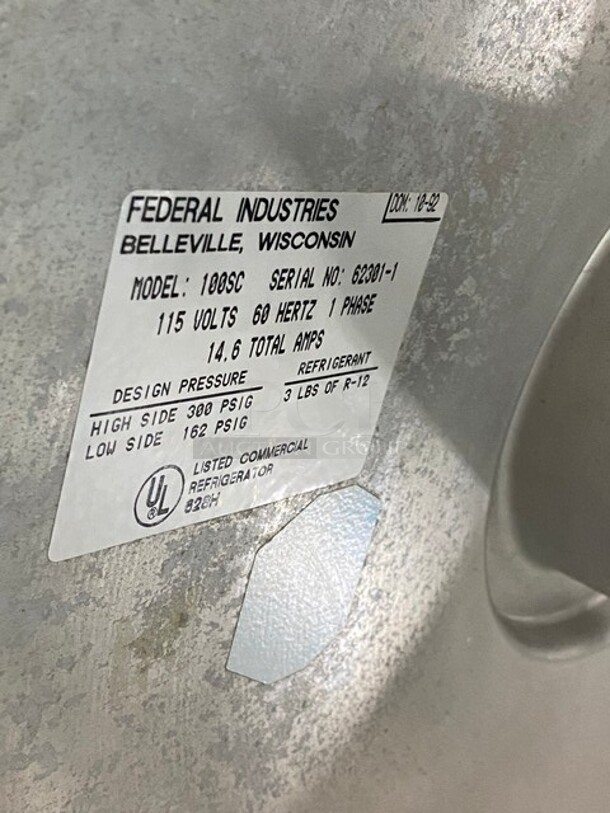 FEDERAL INDUSTRIES
DOM: 10-92
BELLEVILLE, WISCONSIN
MODEL: 100SC SERIAL NO: 62301-1
115 VOLTS 60 HERTZ 1 PHASE
14.6 TOTAL AMPS
DESIGN PRESSURE REFRIGERANT
HIGH SIDE 300 PSIG 3 LBS OF R-12
LOW SIDE 162 PSIG
AUCTION GROUP
UL
®
LISTED COMMERCIAL
REFRIGERATOR